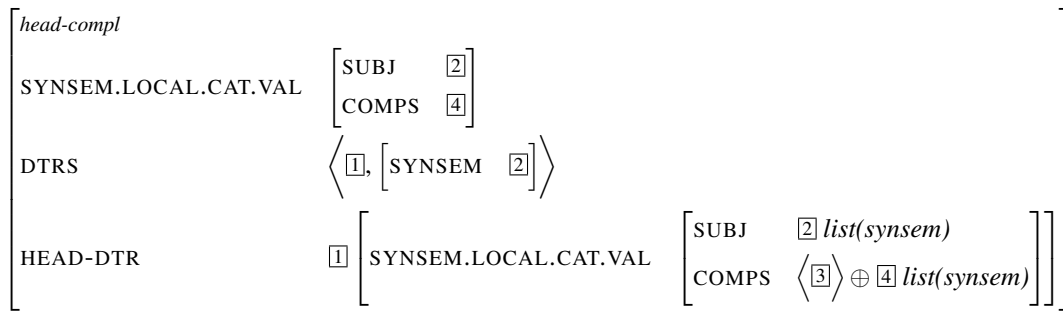 head-compl
SYNSEM.LOCAL.CAT.VAL [SUBJ 2
COMPS 4]
DTRS ⟨1, [SYNSEM 2]⟩
HEAD-DTR 1 [SYNSEM.LOCAL.CAT.VAL [SUBJ 2 list(synsem)
COMPS ⟨3⟩ ⊕ 4 list(synsem)]]